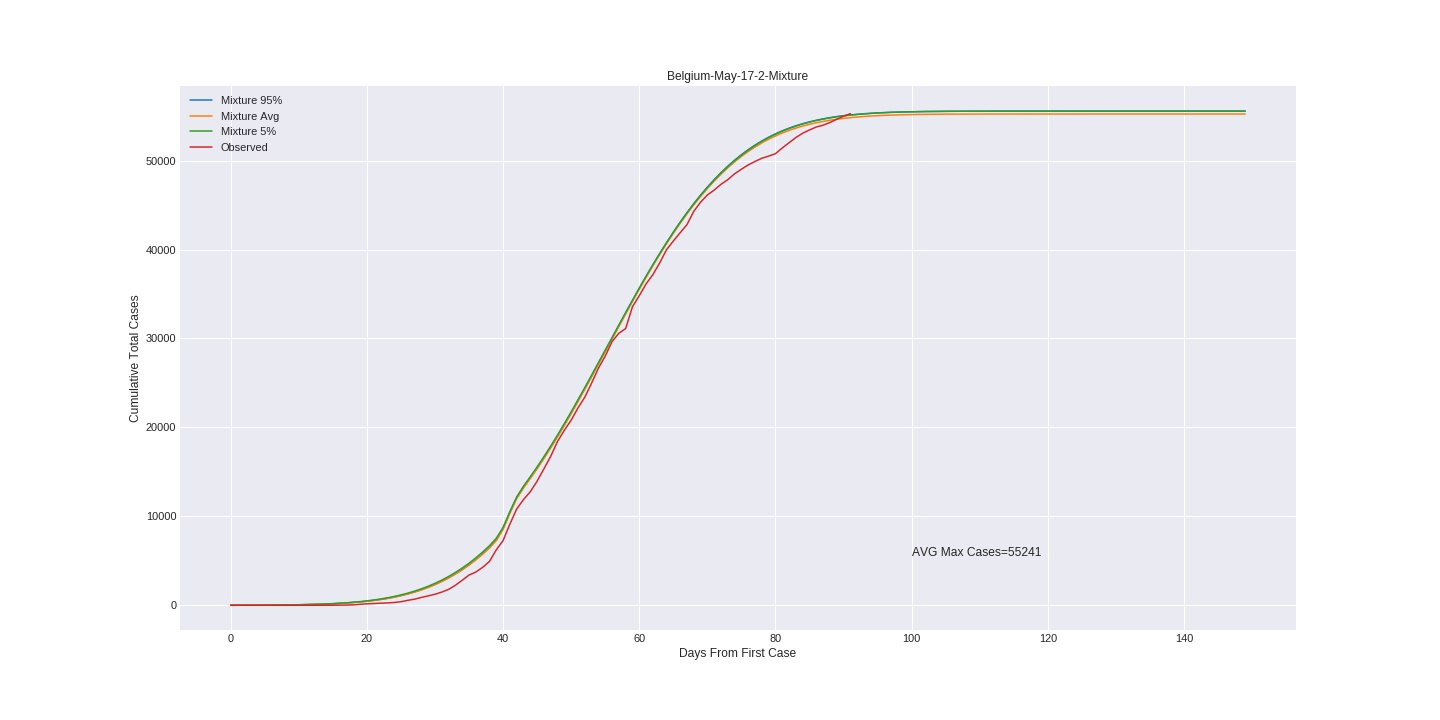 Belgium-May-17-2-Mixture
Mixture 95%
Mixture Avg
Mixture 5%
Observed
50000
40000
30000
20000
10000
0
Cumulative Total Cases
AVG Max Cases=55241
0 20 40 60 80 100 120 140
Days From First Case